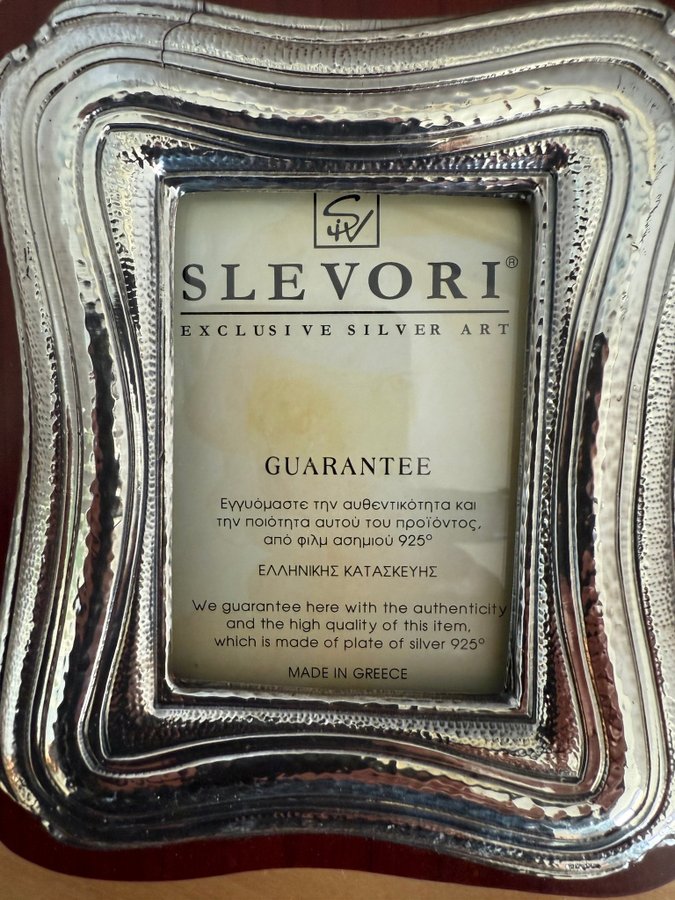 SLV
SLEVORI®
EXCLUSIVE SILVER ART
GUARANTEE
Εγγυόμαστε την αυθεντικότητα και
την ποιότητα αυτού του προϊόντος,
από φιλμ ασημιού 925°
ΕΛΛΗΝΙΚΗΣ ΚΑΤΑΣΚΕΥΗΣ
We guarantee here with the authenticity
and the high quality of this item,
which is made of plate of silver 925°
MADE IN GREECE